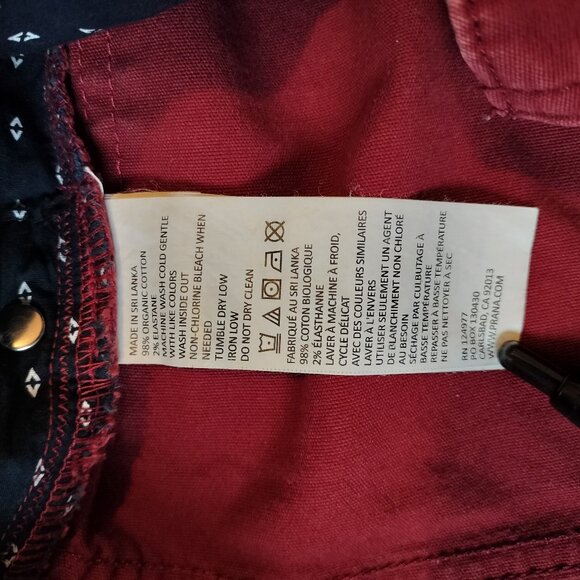 MADE IN SRI LANKA
98% ORGANIC COTTON
2% ELASTANE
MACHINE WASH COLD GENTLE
WITH LIKE COLORS
WASH INSIDE OUT
NON-CHLORINE BLEACH WHEN
NEEDED
TUMBLE DRY LOW
IRON LOW
DO NOT DRY CLEAN
FABRIQUÉ AU SRI LANKA
98% COTON BIOLOGIQUE
2% ÉLASTHANNE
LAVER À MACHINE À FROID,
CYCLE DÉLICAT
AVEC DES COULEURS SIMILAIRES
LAVER À L'ENVERS
UTILISER SEULEMENT UN AGENT
DE BLANCHIMENT NON CHLORÉ
AU BESOIN
SÉCHAGE PAR CULBUTAGE À
BASSE TEMPÉRATURE
REPASSER À BASSE TEMPÉRATURE
NE PAS NETTOYER À SEC
RN 124977
PO BOX 130430
CARLSBAD, CA 92013
WWW.PRANA.COM